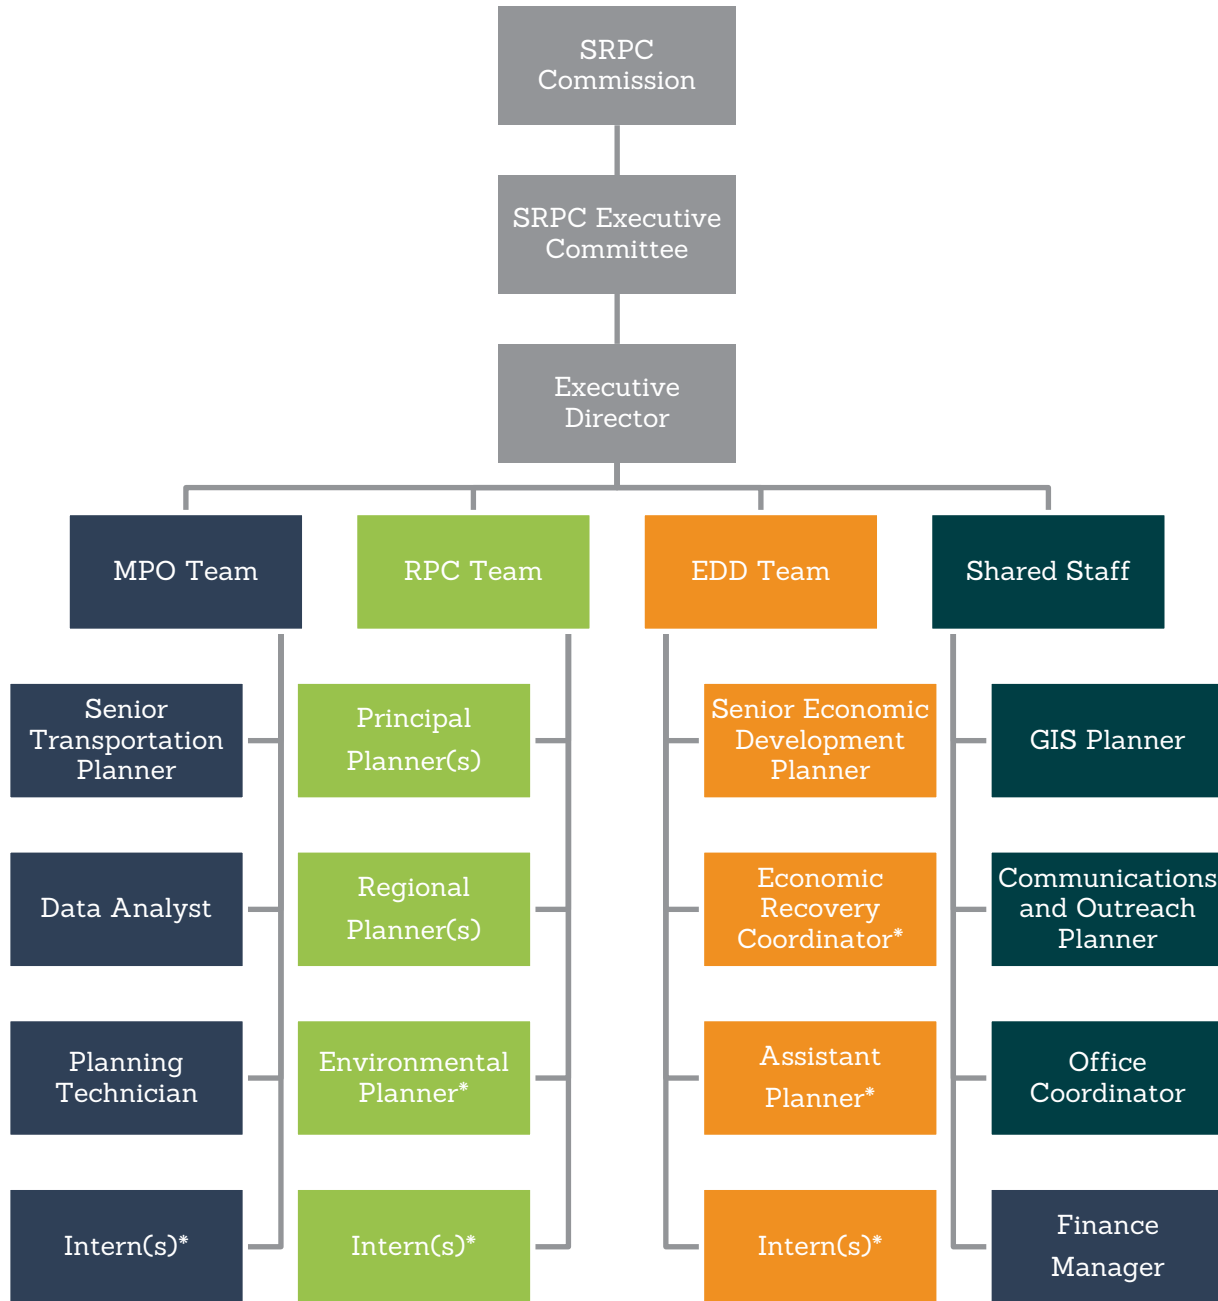 SRPC
Commission
SRPC Executive
Committee
Executive
Director
MPO Team
RPC Team
EDD Team
Shared Staff
Senior
Transportation
Planner
Principal
Planner(s)
Senior Economic
Development
Planner
GIS Planner
Data Analyst
Regional
Planner(s)
Economic
Recovery
Coordinator*
Communications
and Outreach
Planner
Planning
Technician
Environmental
Planner*
Assistant
Planner*
Office
Coordinator
Intern(s)*
Intern(s)*
Intern(s)*
Finance
Manager